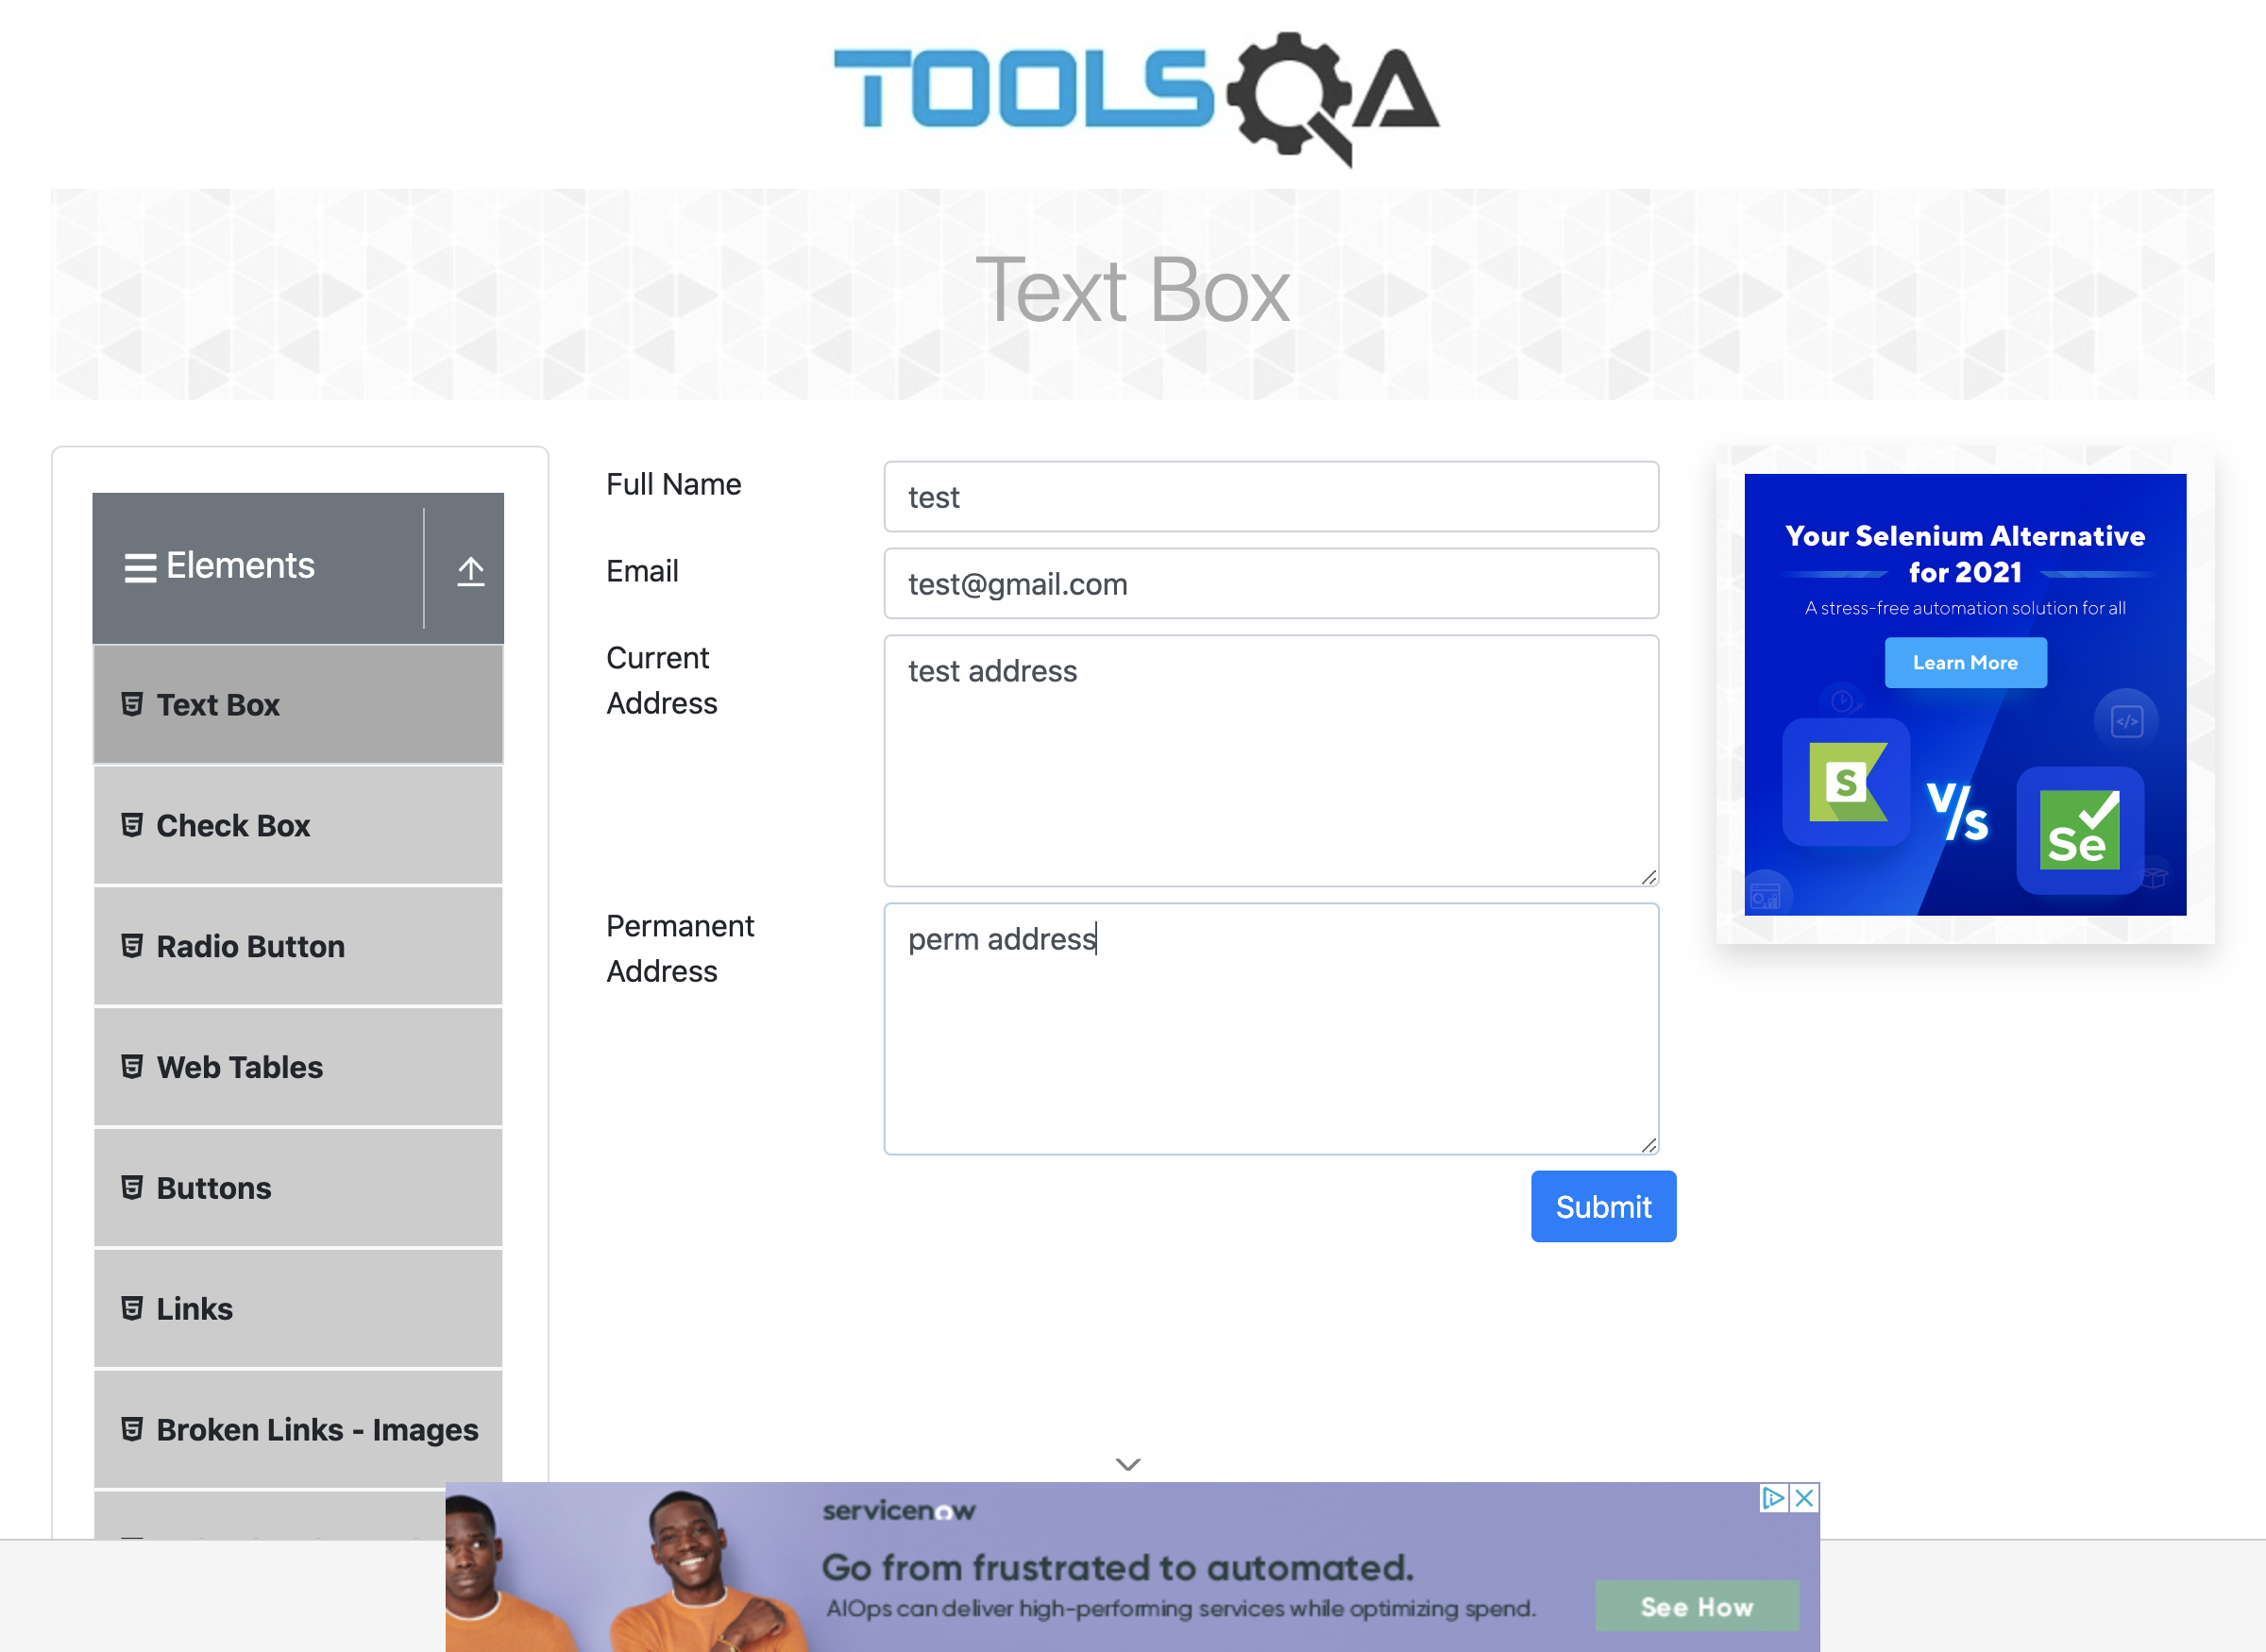 TOOLSQA
Text Box
Elements
Text Box
Check Box
Radio Button
Web Tables
Buttons
Links
Broken Links - Images
Full Name
test
Email
test@gmail.com
Current
Address
test address
Permanent
Address
perm address
Submit
Your Selenium Alternative
for 2021
A stress-free automation solution for all
Learn More
S
V/s
Se
</>
servicenow
Go from frustrated to automated.
AIOps can deliver high-performing services while optimizing spend.
See How